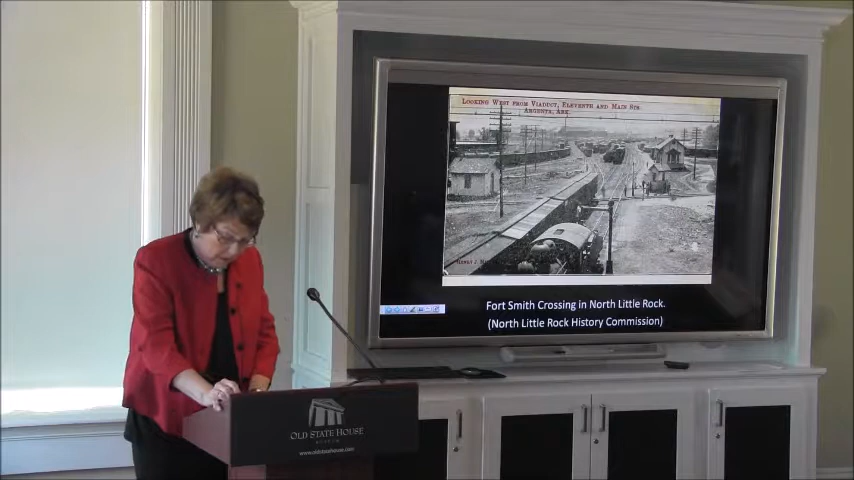 LOOKING WEST FROM VIADUCT, ELEVENTH AND MAIN STS.
ARGENTA, ARK.
Fort Smith Crossing in North Little Rock.
(North Little Rock History Commission)
OLD STATE HOUSE
MUSEUM
www.oldstatehouse.com